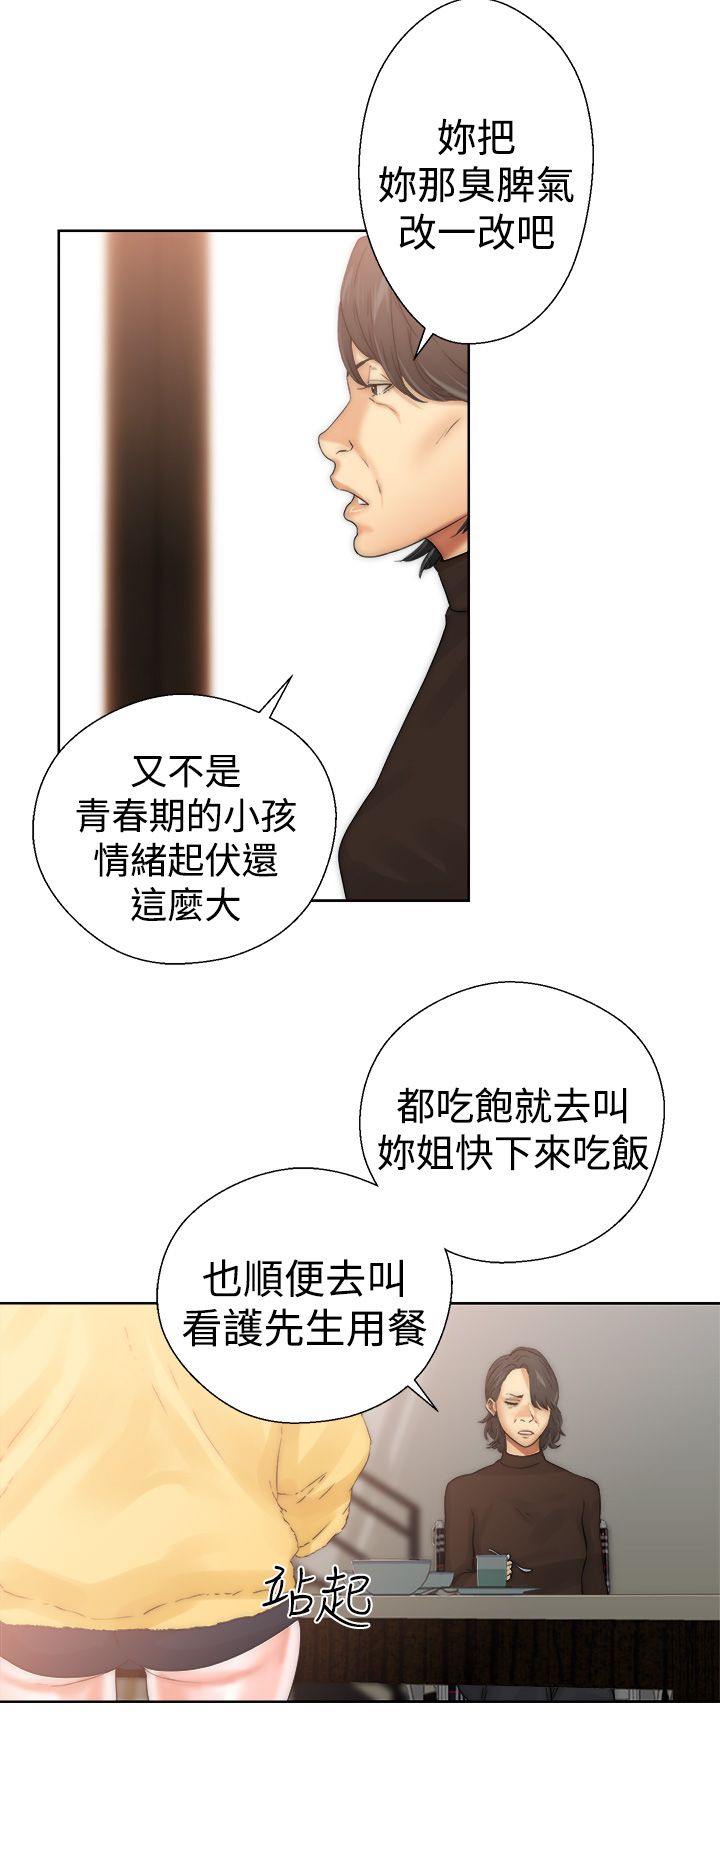 妳把
妳那臭脾氣
改一改吧
又不是
青春期的小孩
情緒起伏還
這麼大
都吃飽就去叫
妳姐快下來吃飯
也順便去叫
看護先生用餐
站起